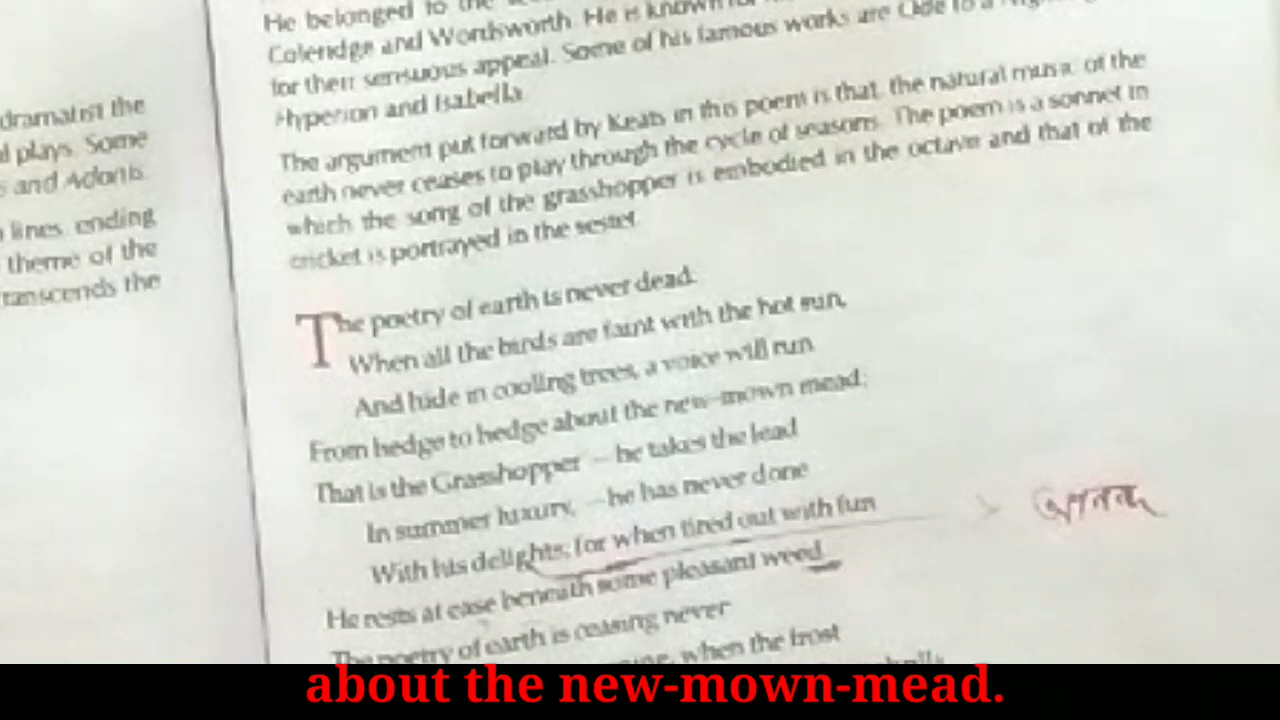 dramatist the
plays. Some
and Adonis.
lines ending
theme of the
transcends the
He belonged to the
Coleridge and Wordsworth. He is known for
for their sensuous appeal. Some of his famous works are Ode to a
Hyperion and Isabella.
The argument put forward by Keats in this poem is that, the natural music of the
earth never ceases to play through the cycle of seasons. The poem is a sonnet in
which the song of the grasshopper is embodied in the octave and that of the
cricket is portrayed in the sestet.
The poetry of earth is never dead.
When all the birds are faint with the hot sun,
And hide in cooling trees, a voice will run
From hedge to hedge about the new-mown mead;
That is the Grasshopper — he takes the lead
In summer luxury, —he has never done
With his delights; for when tired out with fun
He rests at ease beneath some pleasant weed.
The poetry of earth is ceasing never
when the frost
about the new-mown-mead.